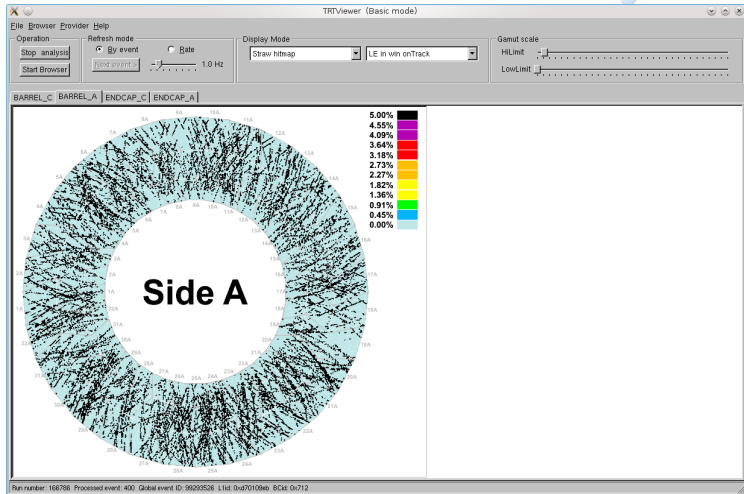 TRTViewer (Basic mode)
File Browser Provider Help
Operation
Refresh mode
Display Mode
Gamut scale
Stop analysis
By event
Rate
Straw hitmap
LE in win onTrack
HiLimit
Start Browser
Next event >
1.0 Hz
LowLimit
BARREL_C BARREL_A ENDCAP_C ENDCAP_A
5.00%
4.55%
4.09%
3.64%
3.18%
2.73%
2.27%
1.82%
1.36%
0.91%
0.45%
0.00%
Side A
Run number: 166786 Processed event: 400 Global event ID: 99293526 L1id: 0xd70109eb BCid: 0x712